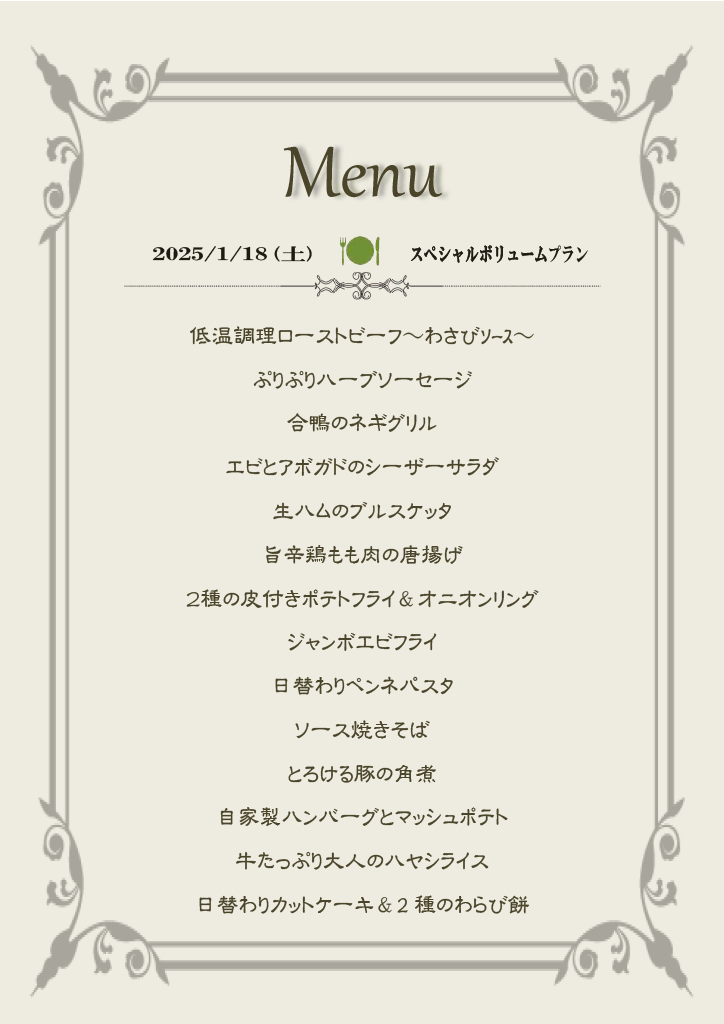 Menu
2025/1/18(土) スペシャルボリュームプラン
低温調理ローストビーフ～わさびソース～
ぷりぷりハーブソーセージ
合鴨のネギグリル
エビとアボガドのシーザーサラダ
生ハムのブルスケッタ
旨辛鶏もも肉の唐揚げ
2種の皮付きポテトフライ＆オニオンリング
ジャンボエビフライ
日替わりペンネパスタ
ソース焼きそば
とろける豚の角煮
自家製ハンバーグとマッシュポテト
牛たっぷり大人のハヤシライス
日替わりカットケーキ＆２種のわらび餅